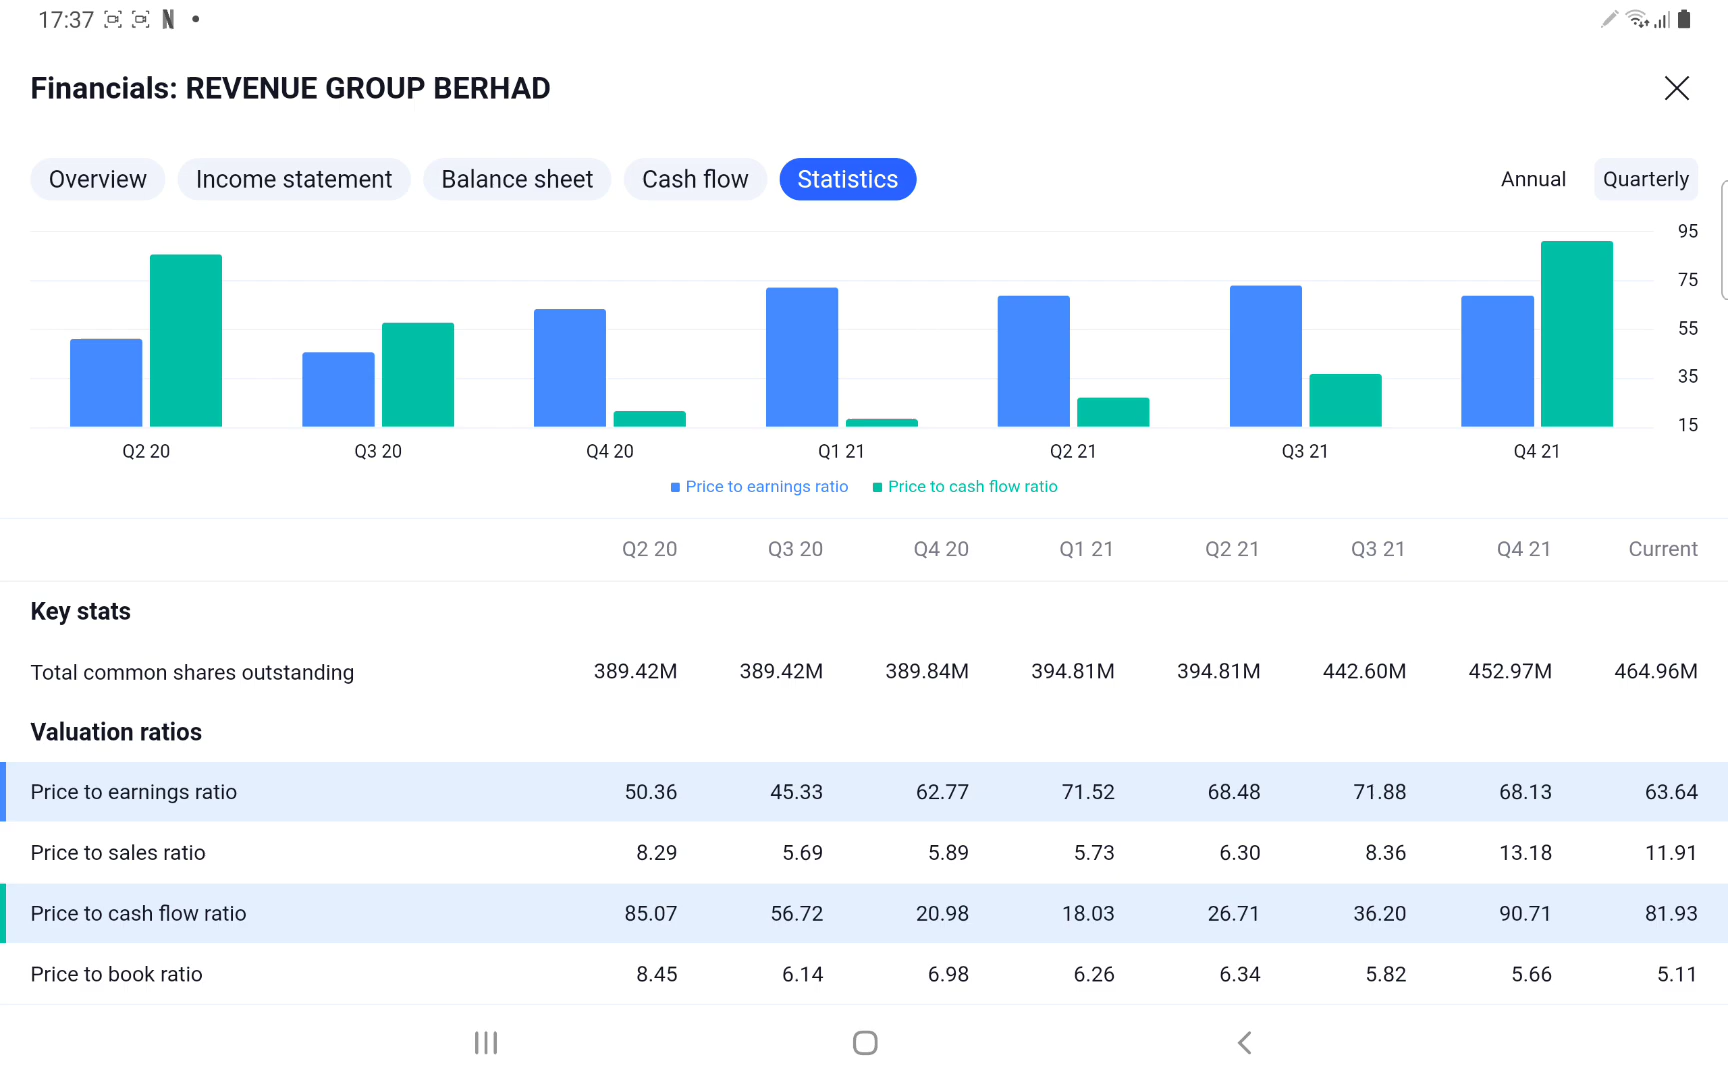 17:37
Financials: REVENUE GROUP BERHAD
Overview Income statement Balance sheet Cash flow Statistics Annual Quarterly
95
75
55
35
15
Q2 20 Q3 20 Q4 20 Q1 21 Q2 21 Q3 21 Q4 21
Price to earnings ratio Price to cash flow ratio
Q2 20 Q3 20 Q4 20 Q1 21 Q2 21 Q3 21 Q4 21 Current
Key stats
Total common shares outstanding 389.42M 389.42M 389.84M 394.81M 394.81M 442.60M 452.97M 464.96M
Valuation ratios
Price to earnings ratio 50.36 45.33 62.77 71.52 68.48 71.88 68.13 63.64
Price to sales ratio 8.29 5.69 5.89 5.73 6.30 8.36 13.18 11.91
Price to cash flow ratio 85.07 56.72 20.98 18.03 26.71 36.20 90.71 81.93
Price to book ratio 8.45 6.14 6.98 6.26 6.34 5.82 5.66 5.11